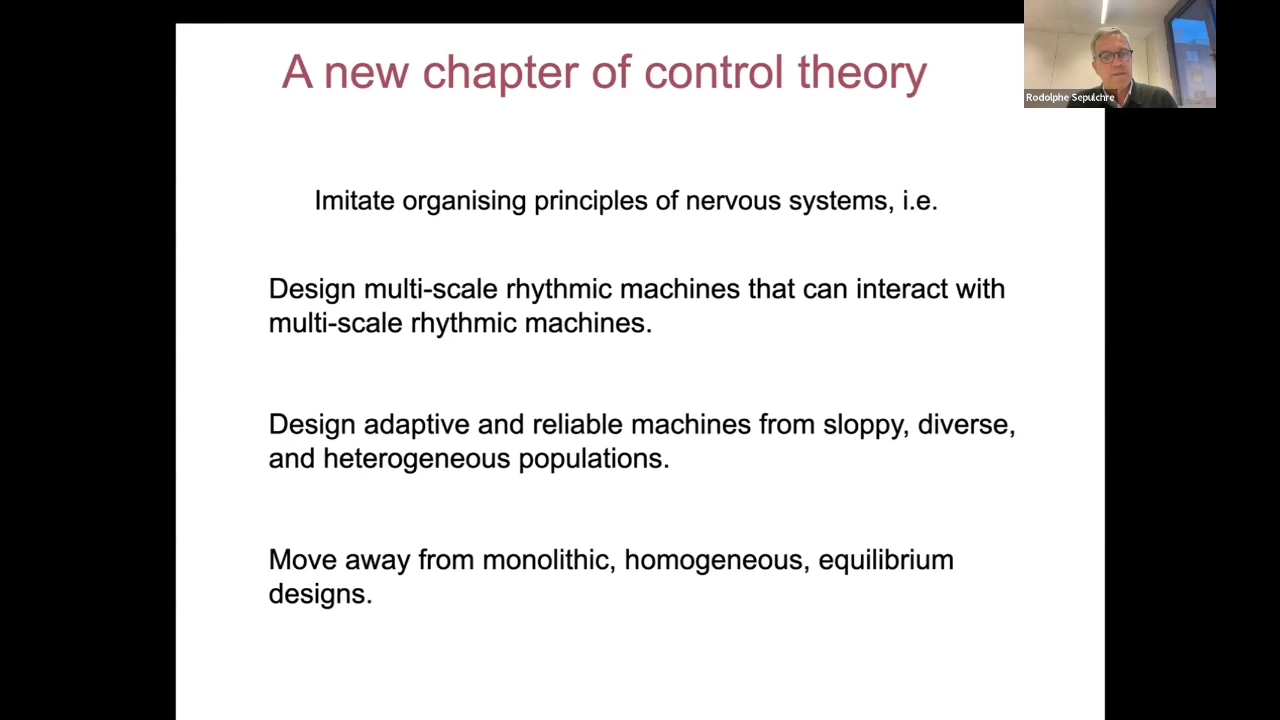 A new chapter of control theory
Rodolphe Sepulchre
Imitate organising principles of nervous systems, i.e.
Design multi-scale rhythmic machines that can interact with
multi-scale rhythmic machines.
Design adaptive and reliable machines from sloppy, diverse,
and heterogeneous populations.
Move away from monolithic, homogeneous, equilibrium
designs.